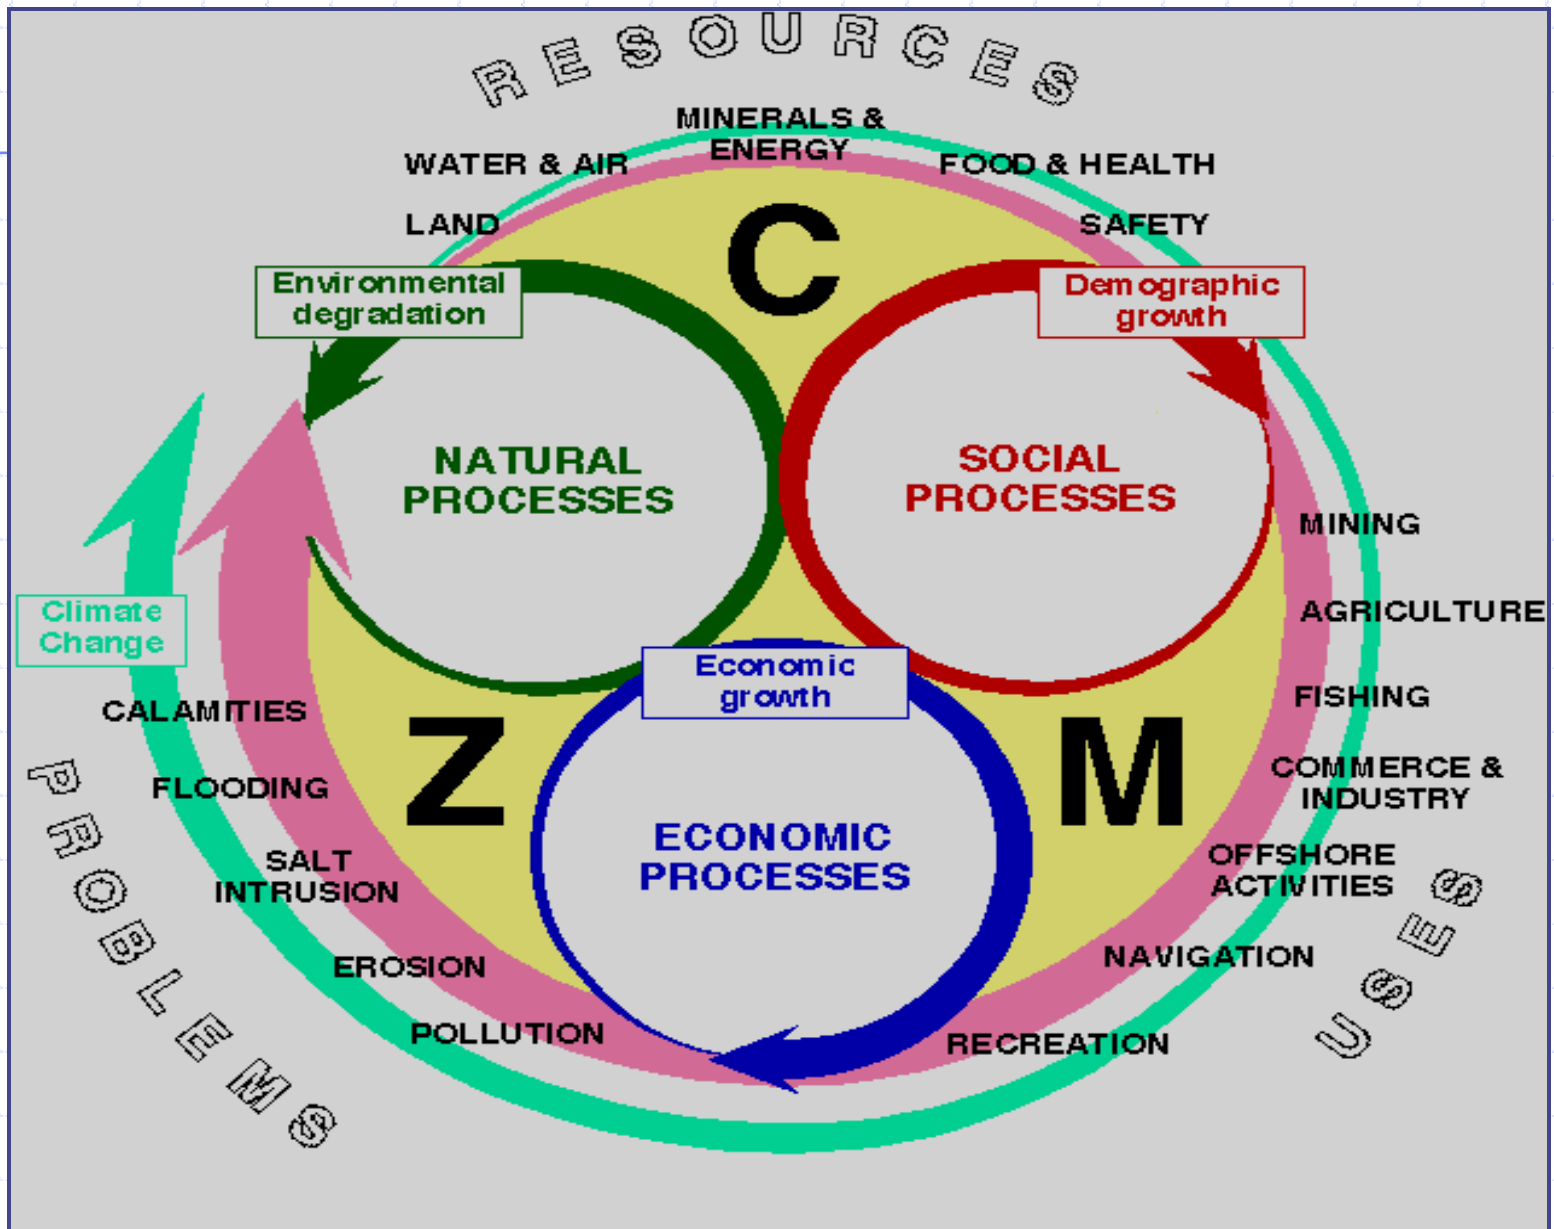 RESOURCES
MINERALS &
ENERGY
WATER & AIR
FOOD & HEALTH
LAND
SAFETY
C
Environmental
degradation
Demographic
growth
NATURAL
PROCESSES
SOCIAL
PROCESSES
MINING
AGRICULTURE
FISHING
COMMERCE &
INDUSTRY
OFFSHORE
ACTIVITIES
NAVIGATION
RECREATION
USES
Climate
Change
CALAMITIES
FLOODING
SALT
INTRUSION
EROSION
POLLUTION
PROBLEMS
Economic
growth
Z
M
ECONOMIC
PROCESSES